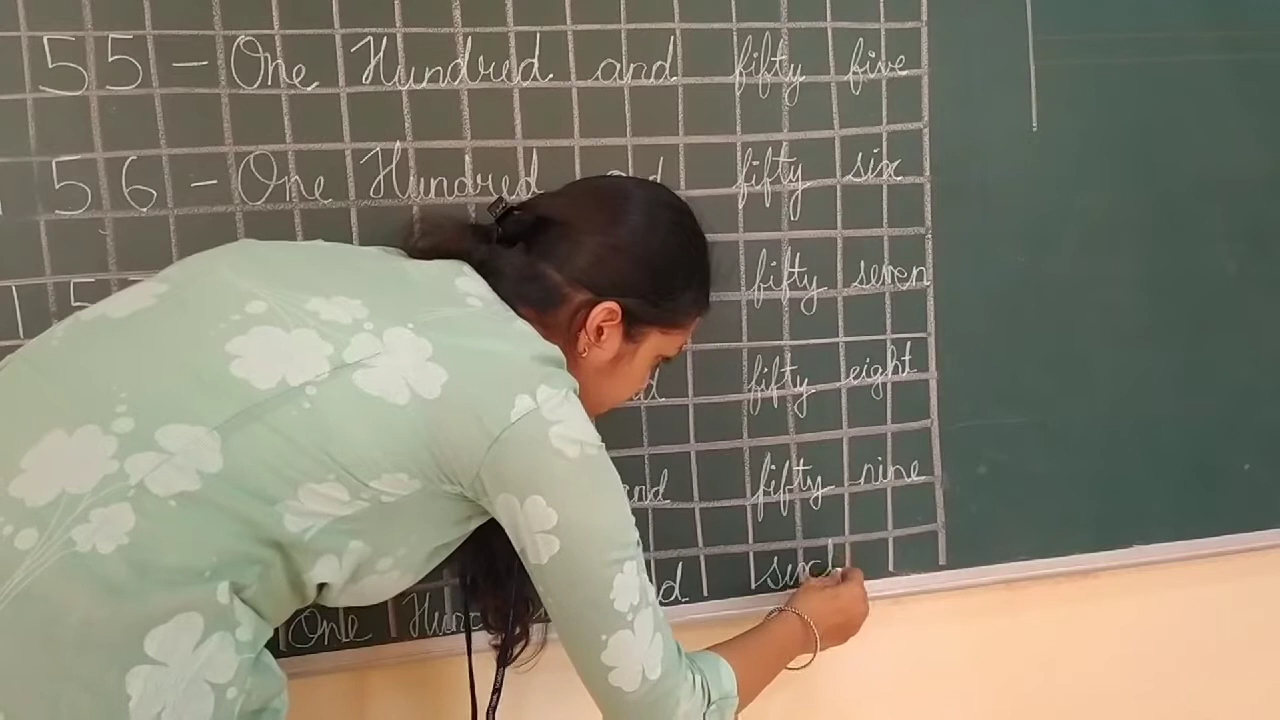 55 - One Hundred and fifty five
156 - One Hundred and fifty six
15 fifty seven
fifty eight
and fifty nine
One